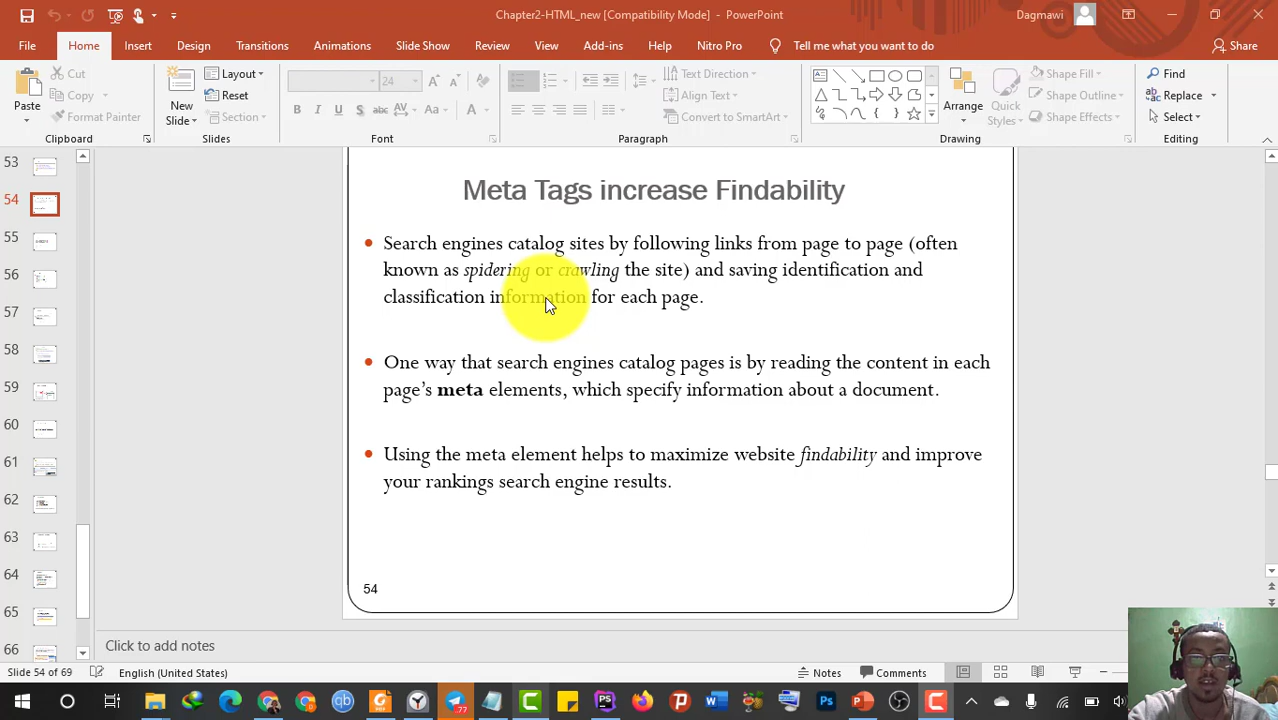 Chapter2-HTML_new [Compatibility Mode] - PowerPoint
Dagmawi
File Home Insert Design Transitions Animations Slide Show Review View Add-ins Help Nitro Pro Tell me what you want to do Share
Paste
Cut
Copy
Format Painter
Clipboard
New Slide
Layout
Reset
Section
Slides
24
B I U S abc AV Aa A
Font
Text Direction
Align Text
Convert to SmartArt
Paragraph
Arrange
Quick Styles
Shape Fill
Shape Outline
Shape Effects
Drawing
Find
Replace
Select
Editing
53
54
55
56
57
58
59
60
61
62
63
64
65
66
Meta Tags increase Findability
• Search engines catalog sites by following links from page to page (often
known as spidering or crawling the site) and saving identification and
classification information for each page.
• One way that search engines catalog pages is by reading the content in each
page’s meta elements, which specify information about a document.
• Using the meta element helps to maximize website findability and improve
your rankings search engine results.
54
Click to add notes
Slide 54 of 69 English (United States) Notes Comments
77